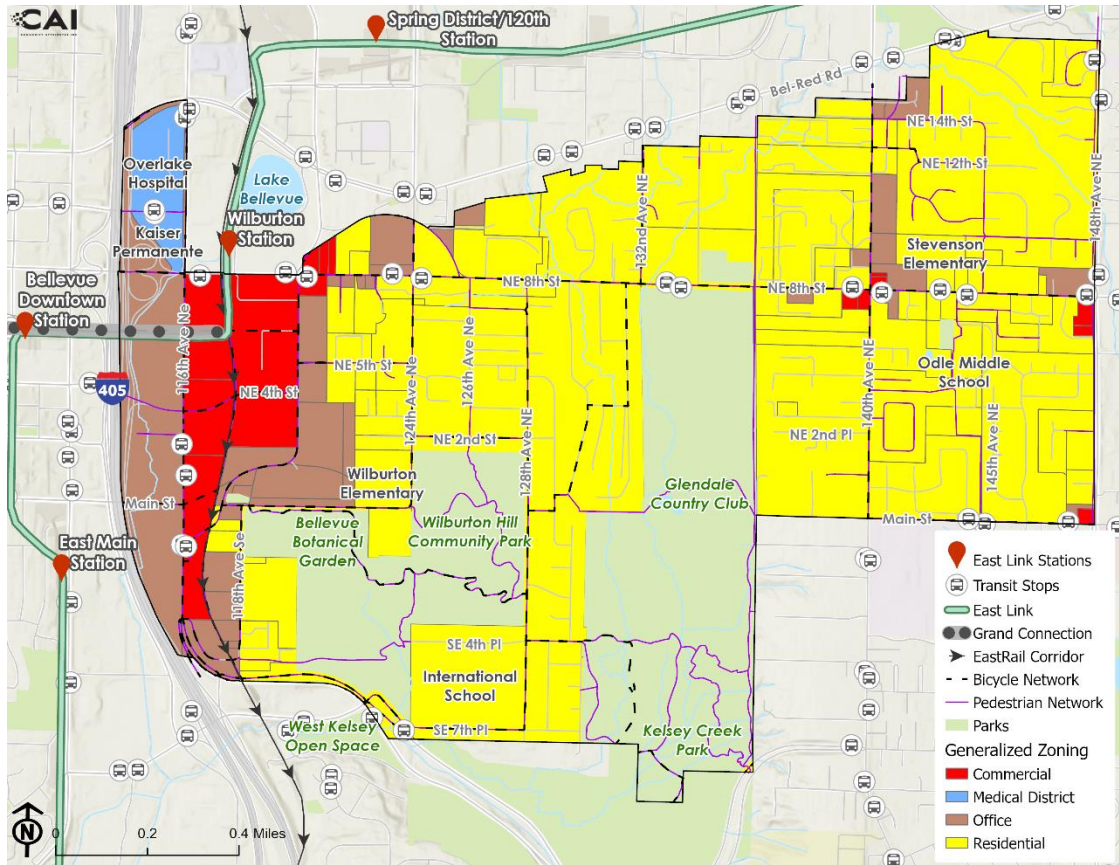 CAI
COMMUNITY ATTRIBUTES INC
Spring District/120th
Station
Bel-Red Rd
NE 14th St
NE 12th St
Overlake
Hospital
Lake
Bellevue
Wilburton
Station
Kaiser
Permanente
132nd Ave NE
148th Ave NE
Stevenson
Elementary
Bellevue
Downtown
Station
NE 8th St
NE 8th St
116th Ave Ne
405
NE 4th St
NE 5th St
124th Ave Ne
126th Ave Ne
128th Ave NE
140th Ave NE
Odle Middle
School
145th Ave NE
NE 2nd St
NE 2nd Pl
Wilburton
Elementary
Main St
Glendale
Country Club
Main St
Bellevue
Botanical
Garden
Wilburton Hill
Community Park
East Main
Station
118th Ave Se
SE 4th Pl
International
School
West Kelsey
Open Space
SE 7th Pl
Kelsey Creek
Park
East Link Stations
Transit Stops
East Link
Grand Connection
EastRail Corridor
Bicycle Network
Pedestrian Network
Parks
Generalized Zoning
Commercial
Medical District
Office
Residential
N
0 0.2 0.4 Miles